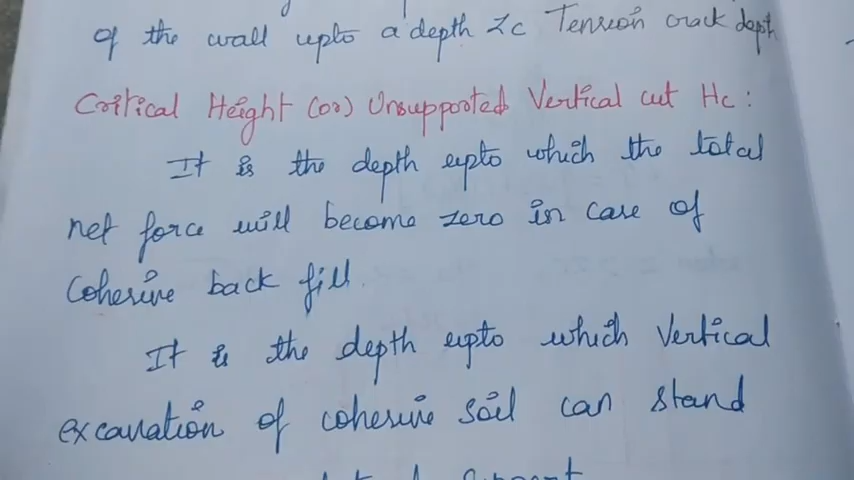 of the wall upto a depth Zc Tension crack depth
Critical Height (or) Unsupported Vertical cut Hc:
It is the depth upto which the total
net force will become zero in case of
Cohesive back fill.
It is the depth upto which Vertical
excavation of cohesive soil can stand